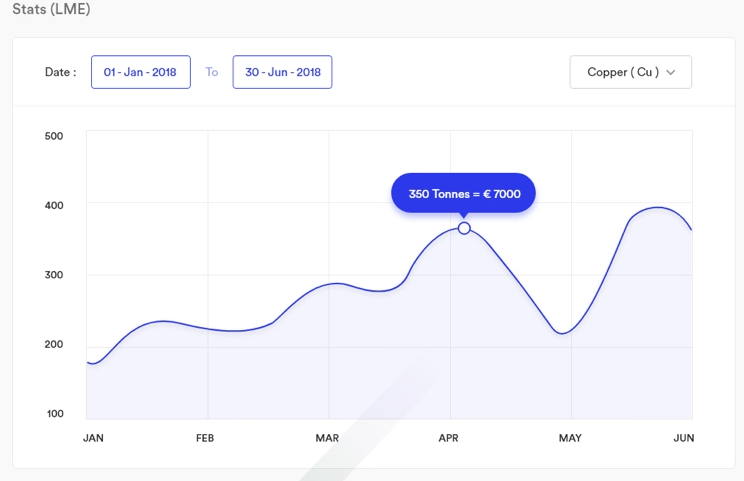 Stats (LME)
Date : 01 - Jan - 2018 To 30 - Jun - 2018 Copper ( Cu )
500
400
300
200
100
350 Tonnes = € 7000
JAN FEB MAR APR MAY JUN